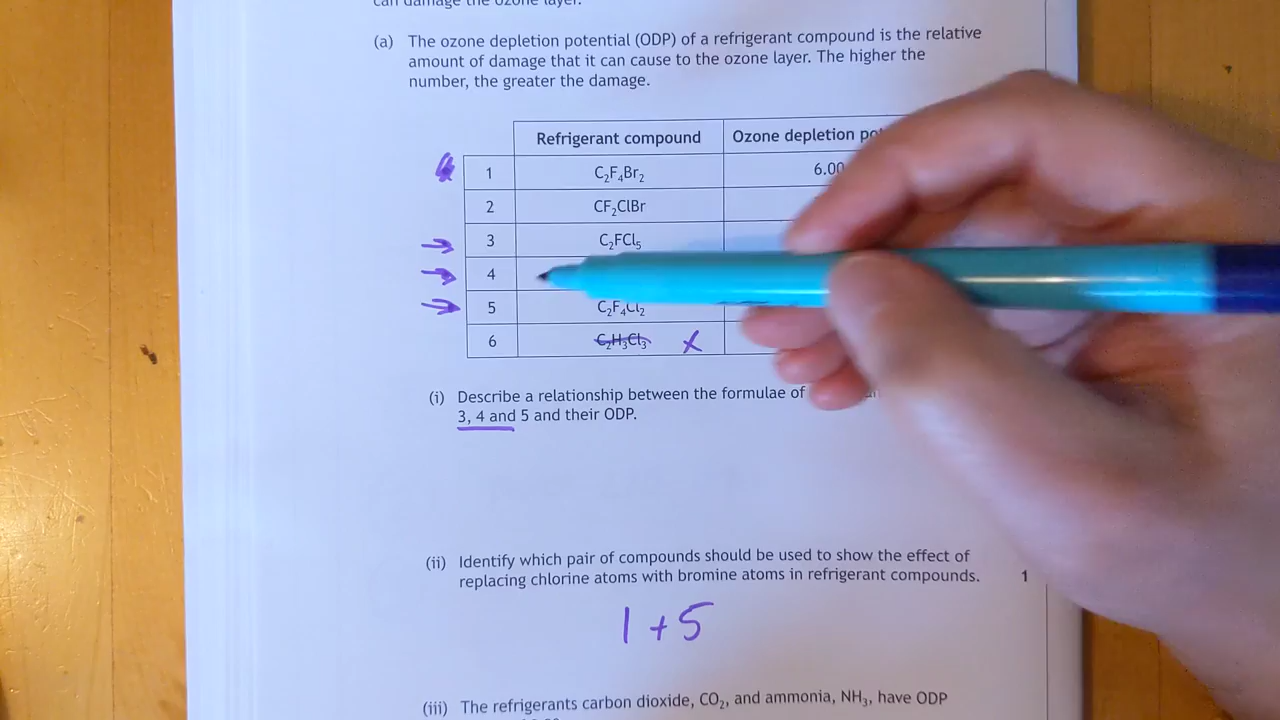 can damage the ozone layer.
(a) The ozone depletion potential (ODP) of a refrigerant compound is the relative
amount of damage that it can cause to the ozone layer. The higher the
number, the greater the damage.
Refrigerant compound Ozone depletion
1 C₂F₄Br₂ 6.00
2 CF₂ClBr
3 C₂FCl₅
4
5 C₂F₄Cl₂
6 C₂H₃Cl₃ X
(i) Describe a relationship between the formulae of
3, 4 and 5 and their ODP.
(ii) Identify which pair of compounds should be used to show the effect of
replacing chlorine atoms with bromine atoms in refrigerant compounds. 1
1 + 5
(iii) The refrigerants carbon dioxide, CO₂, and ammonia, NH₃, have ODP